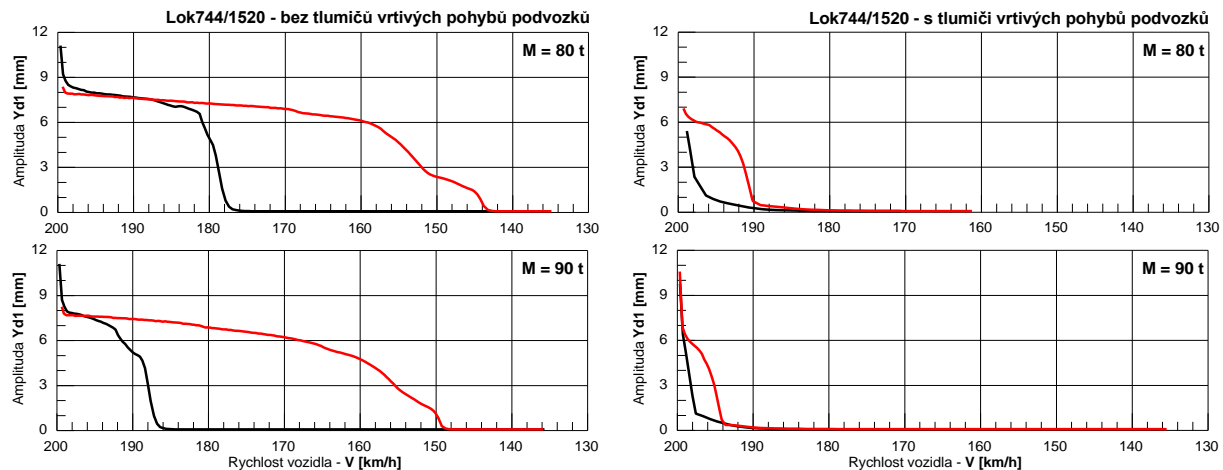 Lok744/1520 - bez tlumičů vrtivých pohybů podvozků
M = 80 t
Amplituda Yd1 [mm]
12
9
6
3
0
200 190 180 170 160 150 140 130
M = 90 t
Amplituda Yd1 [mm]
12
9
6
3
0
200 190 180 170 160 150 140 130
Rychlost vozidla - V [km/h]
Lok744/1520 - s tlumiči vrtivých pohybů podvozků
M = 80 t
Amplituda Yd1 [mm]
12
9
6
3
0
200 190 180 170 160 150 140 130
M = 90 t
Amplituda Yd1 [mm]
12
9
6
3
0
200 190 180 170 160 150 140 130
Rychlost vozidla - V [km/h]